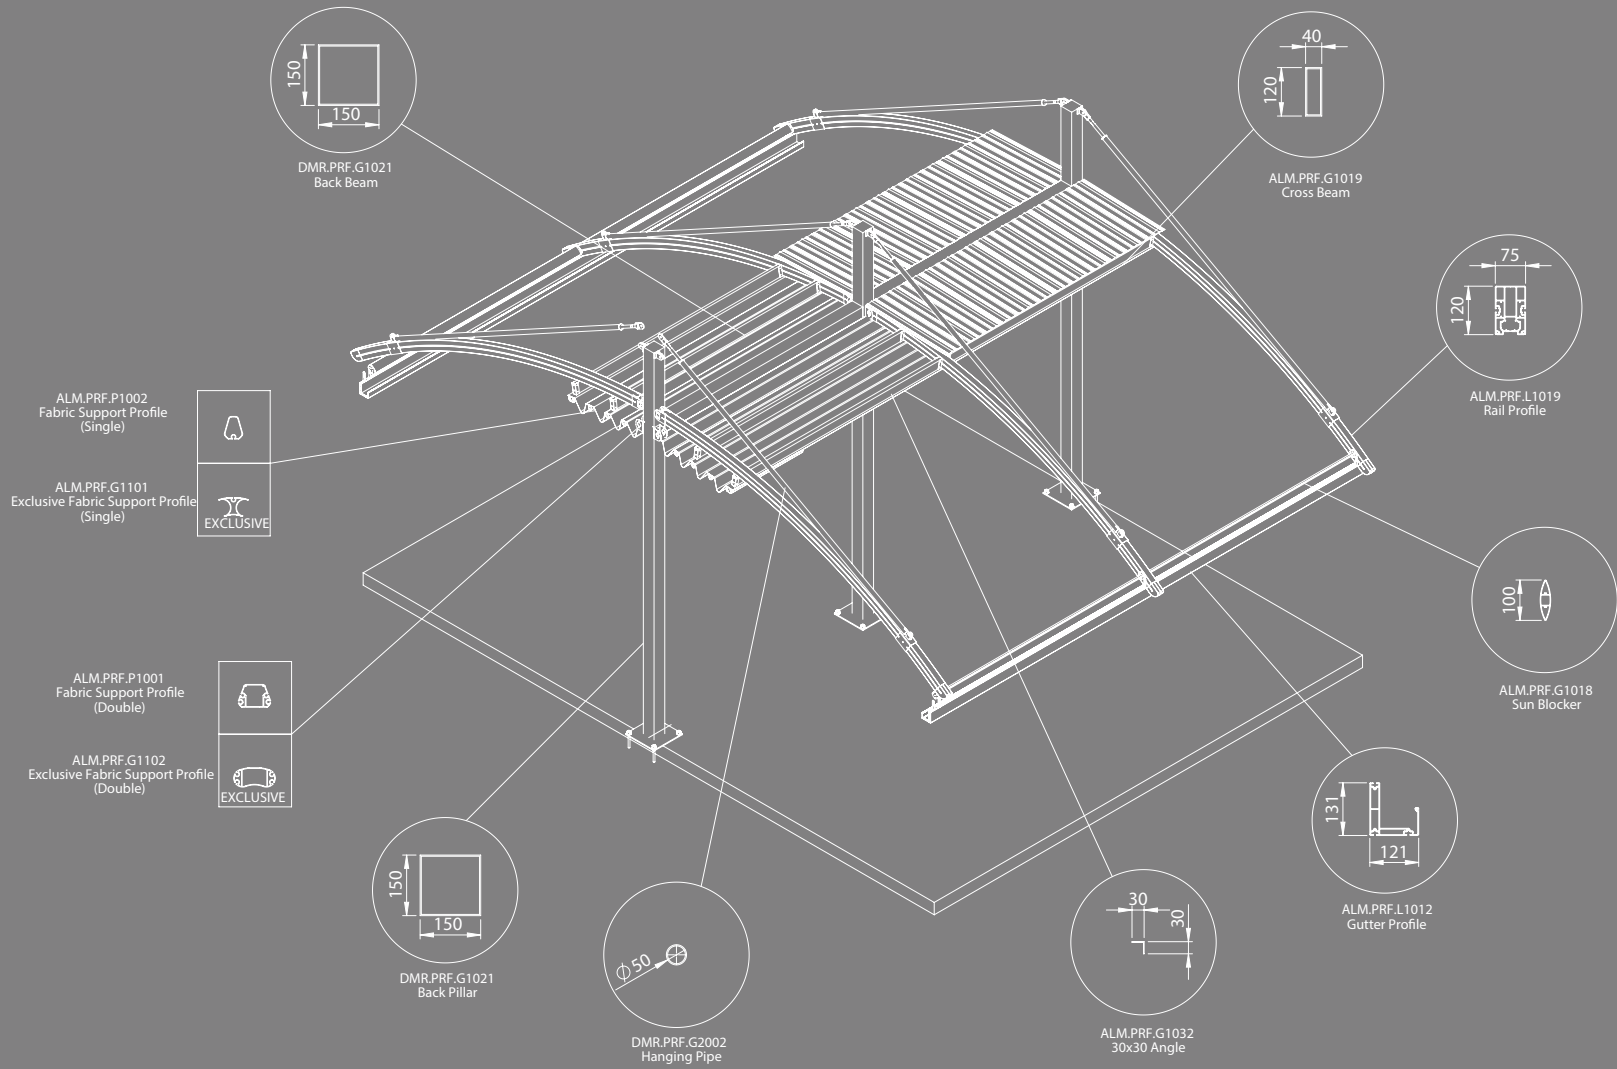 150
150
DMR.PRF.G1021
Back Beam
40
120
ALM.PRF.G1019
Cross Beam
75
120
ALM.PRF.L1019
Rail Profile
ALM.PRF.P1002
Fabric Support Profile
(Single)
ALM.PRF.G1101
Exclusive Fabric Support Profile
(Single)
EXCLUSIVE
100
ALM.PRF.G1018
Sun Blocker
ALM.PRF.P1001
Fabric Support Profile
(Double)
ALM.PRF.G1102
Exclusive Fabric Support Profile
(Double)
EXCLUSIVE
131
121
ALM.PRF.L1012
Gutter Profile
150
150
DMR.PRF.G1021
Back Pillar
∅50
DMR.PRF.G2002
Hanging Pipe
30
30
ALM.PRF.G1032
30x30 Angle